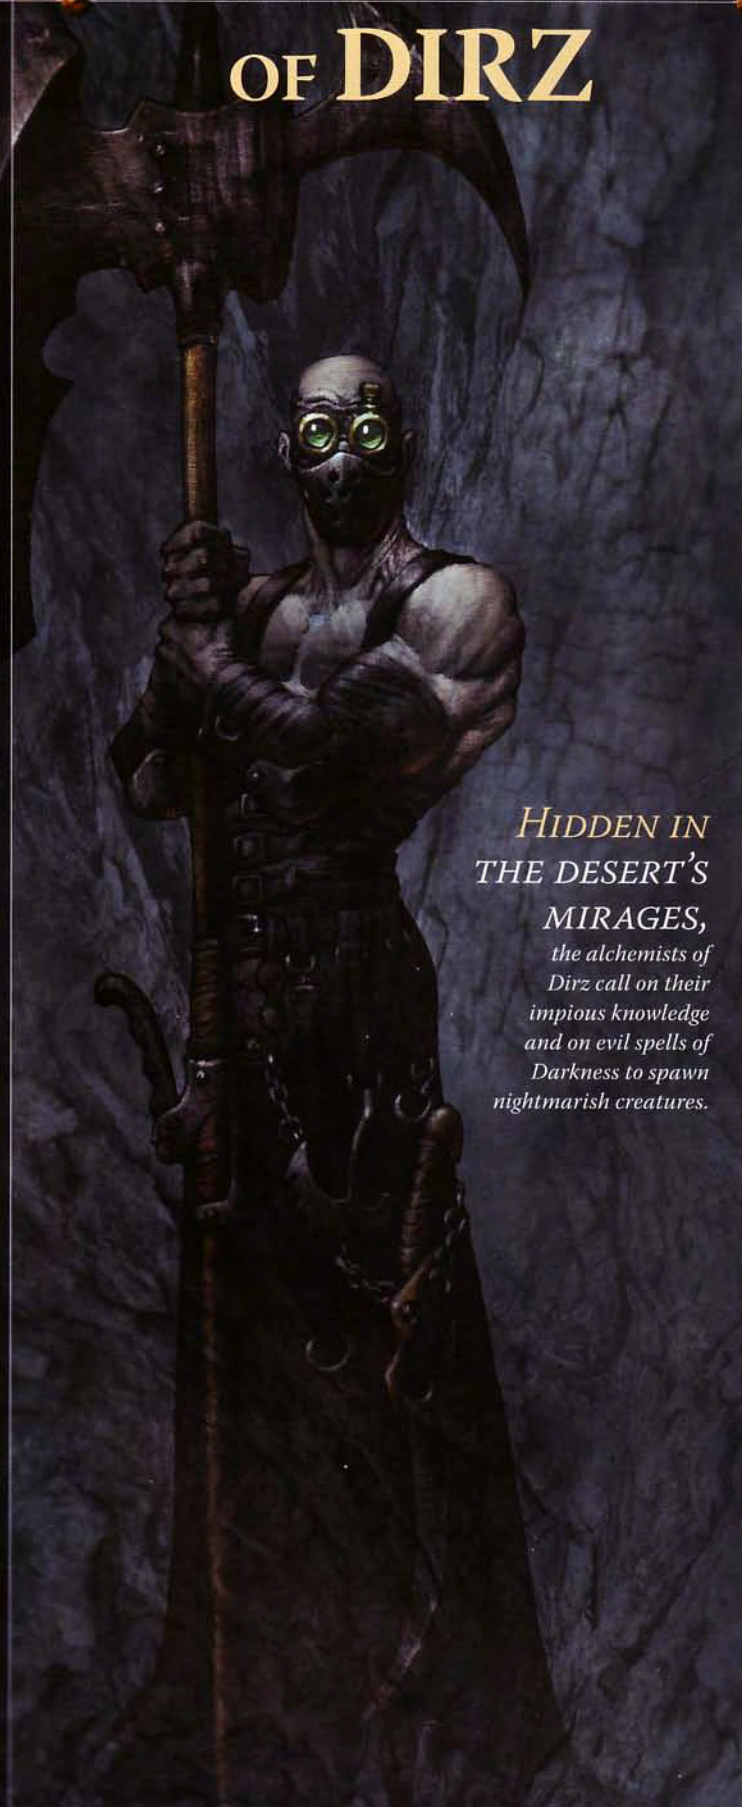 OF DIRZ
HIDDEN IN
THE DESERT'S
MIRAGES,
the alchemists of
Dirz call on their
impious knowledge
and on evil spells of
Darkness to spawn
nightmarish creatures.